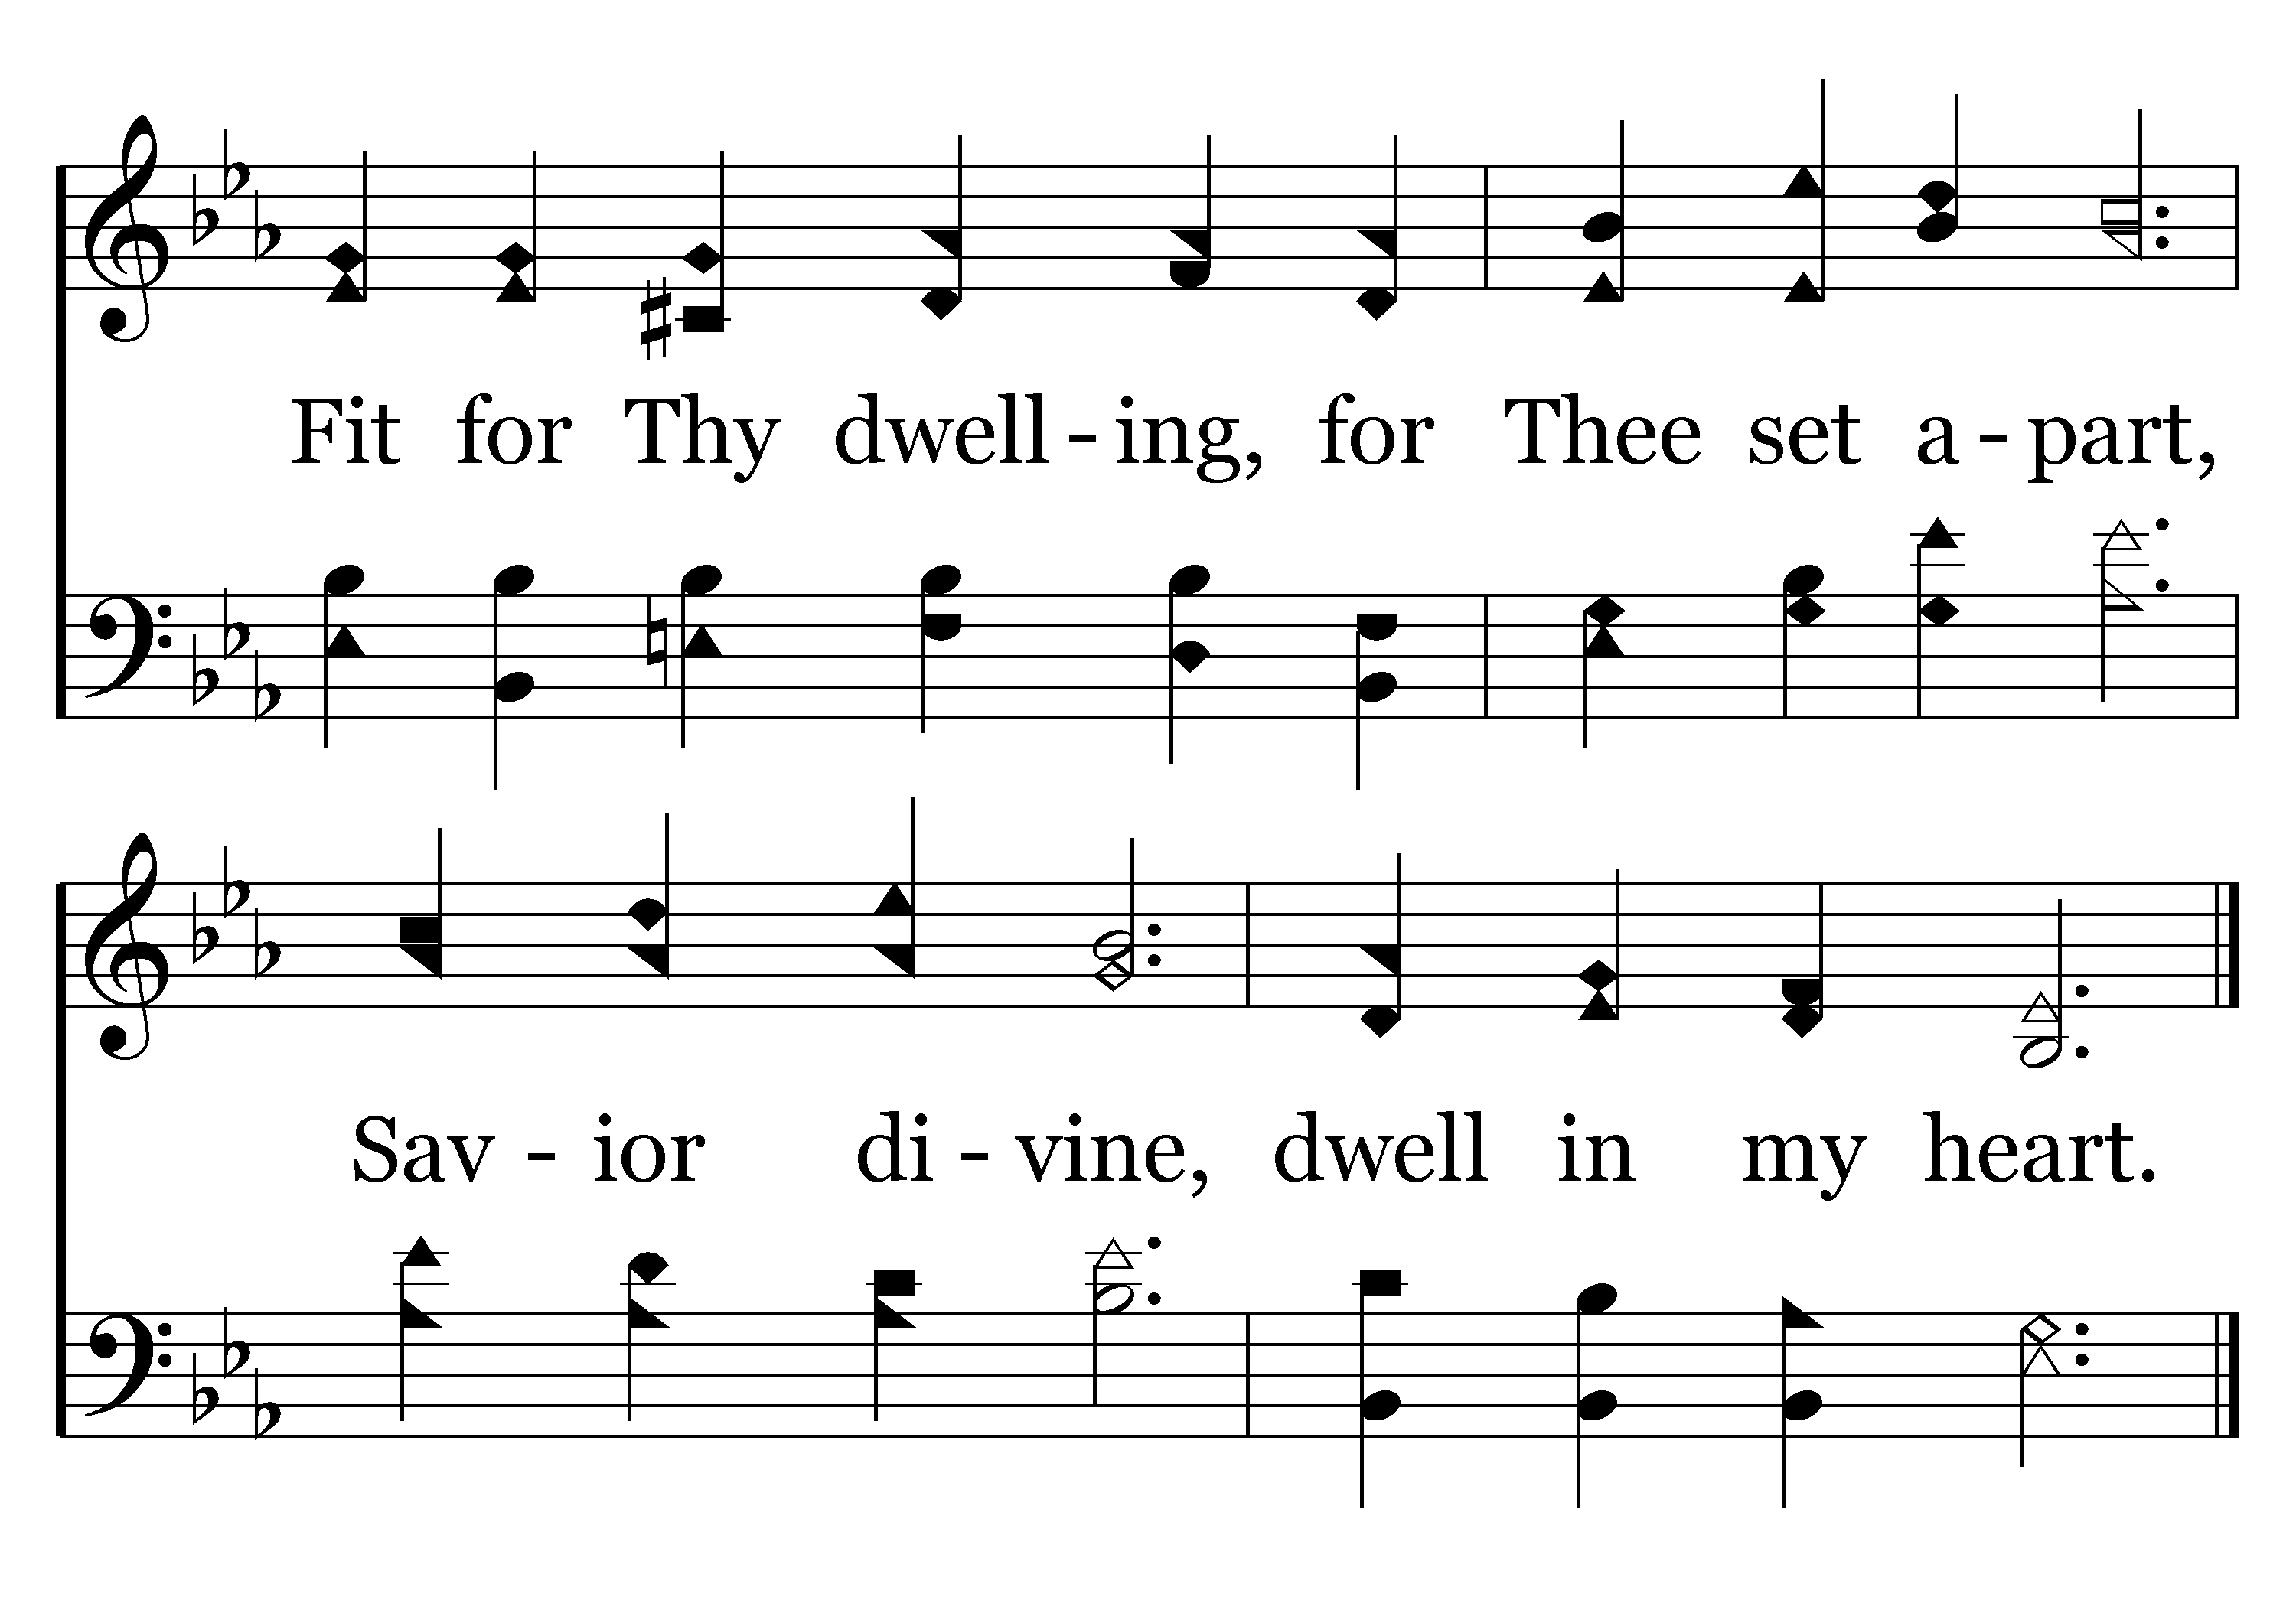 Fit for Thy dwell - ing, for Thee set a - part,
Sav - ior di - vine, dwell in my heart.